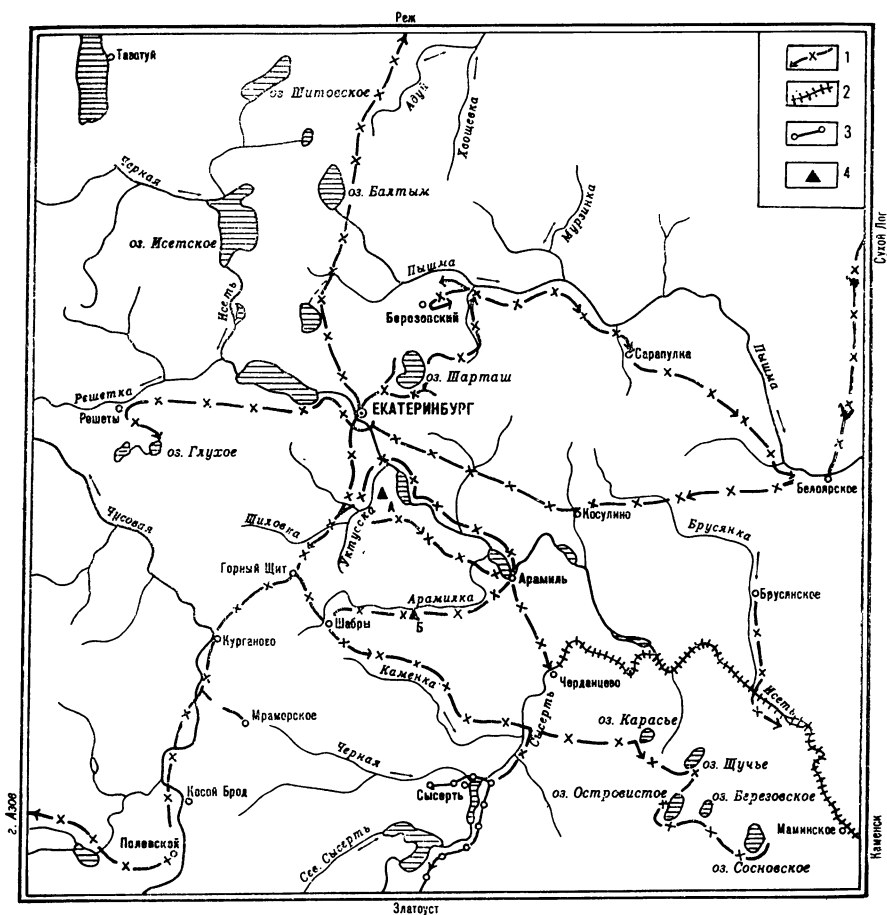 Реж
Таватуй
оз Шитовское
Адуй
Хвощевка
1
2
3
4
Черная
оз. Балтым
Мурзинка
оз. Исетское
Сухой Лог
Исеть
Пышма
Березовский
Сарапулка
Пышма
оз. Шарташ
Решетка
Решеты
ЕКАТЕРИНБУРГ
оз. Глухое
Белоярское
Чусовая
А
Шиловка
Уктусска
Косулино
Брусянка
Горный Щит
Арамиль
Арамилка
Брусянское
Б
Шабры
Курганово
Каменка
Черданцево
Исеть
Мраморское
Сысерть
оз. Карасье
Черная
оз. Щучье
Косой Брод
Сысерть
оз. Островистое
оз. Березовское
г. Азов
Полевской
Маминское
Каменск
Сев. Сысерть
оз. Сосновское
Златоуст